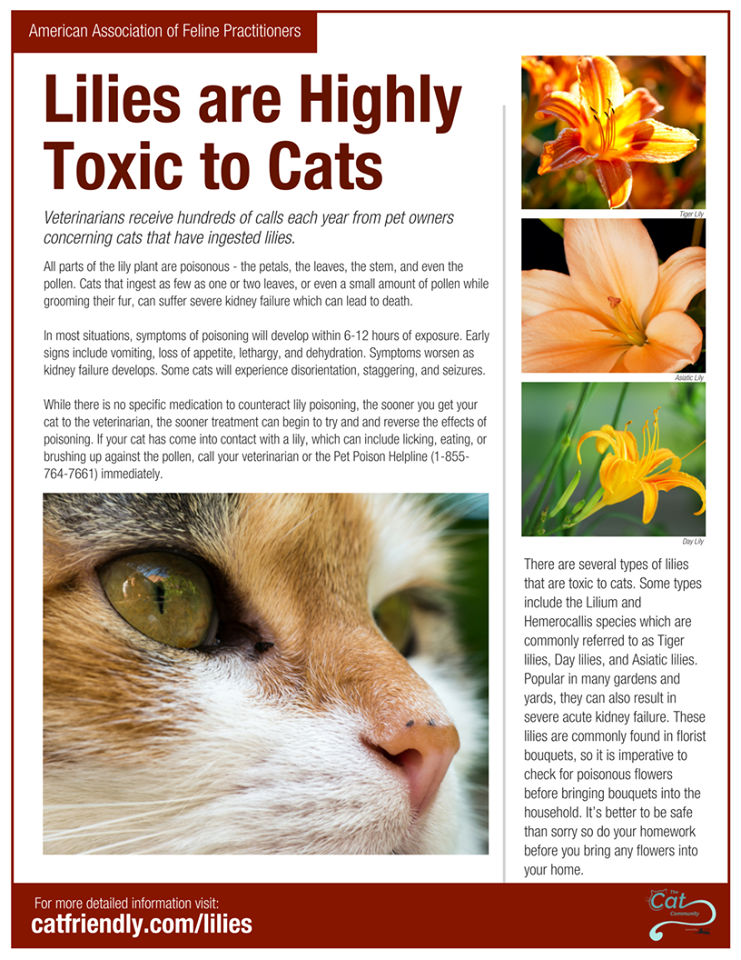 American Association of Feline Practitioners
Lilies are Highly
Toxic to Cats
Veterinarians receive hundreds of calls each year from pet owners
concerning cats that have ingested lilies.
All parts of the lily plant are poisonous - the petals, the leaves, the stem, and even the
pollen. Cats that ingest as few as one or two leaves, or even a small amount of pollen while
grooming their fur, can suffer severe kidney failure which can lead to death.
In most situations, symptoms of poisoning will develop within 6-12 hours of exposure. Early
signs include vomiting, loss of appetite, lethargy, and dehydration. Symptoms worsen as
kidney failure develops. Some cats will experience disorientation, staggering, and seizures.
While there is no specific medication to counteract lily poisoning, the sooner you get your
cat to the veterinarian, the sooner treatment can begin to try and and reverse the effects of
poisoning. If your cat has come into contact with a lily, which can include licking, eating, or
brushing up against the pollen, call your veterinarian or the Pet Poison Helpline (1-855-
764-7661) immediately.
Tiger Lily
Asiatic Lily
Day Lily
There are several types of lilies
that are toxic to cats. Some types
include the Lilium and
Hemerocallis species which are
commonly referred to as Tiger
lilies, Day lilies, and Asiatic lilies.
Popular in many gardens and
yards, they can also result in
severe acute kidney failure. These
lilies are commonly found in florist
bouquets, so it is imperative to
check for poisonous flowers
before bringing bouquets into the
household. It's better to be safe
than sorry so do your homework
before you bring any flowers into
your home.
For more detailed information visit:
catfriendly.com/lilies
The
Cat
Community